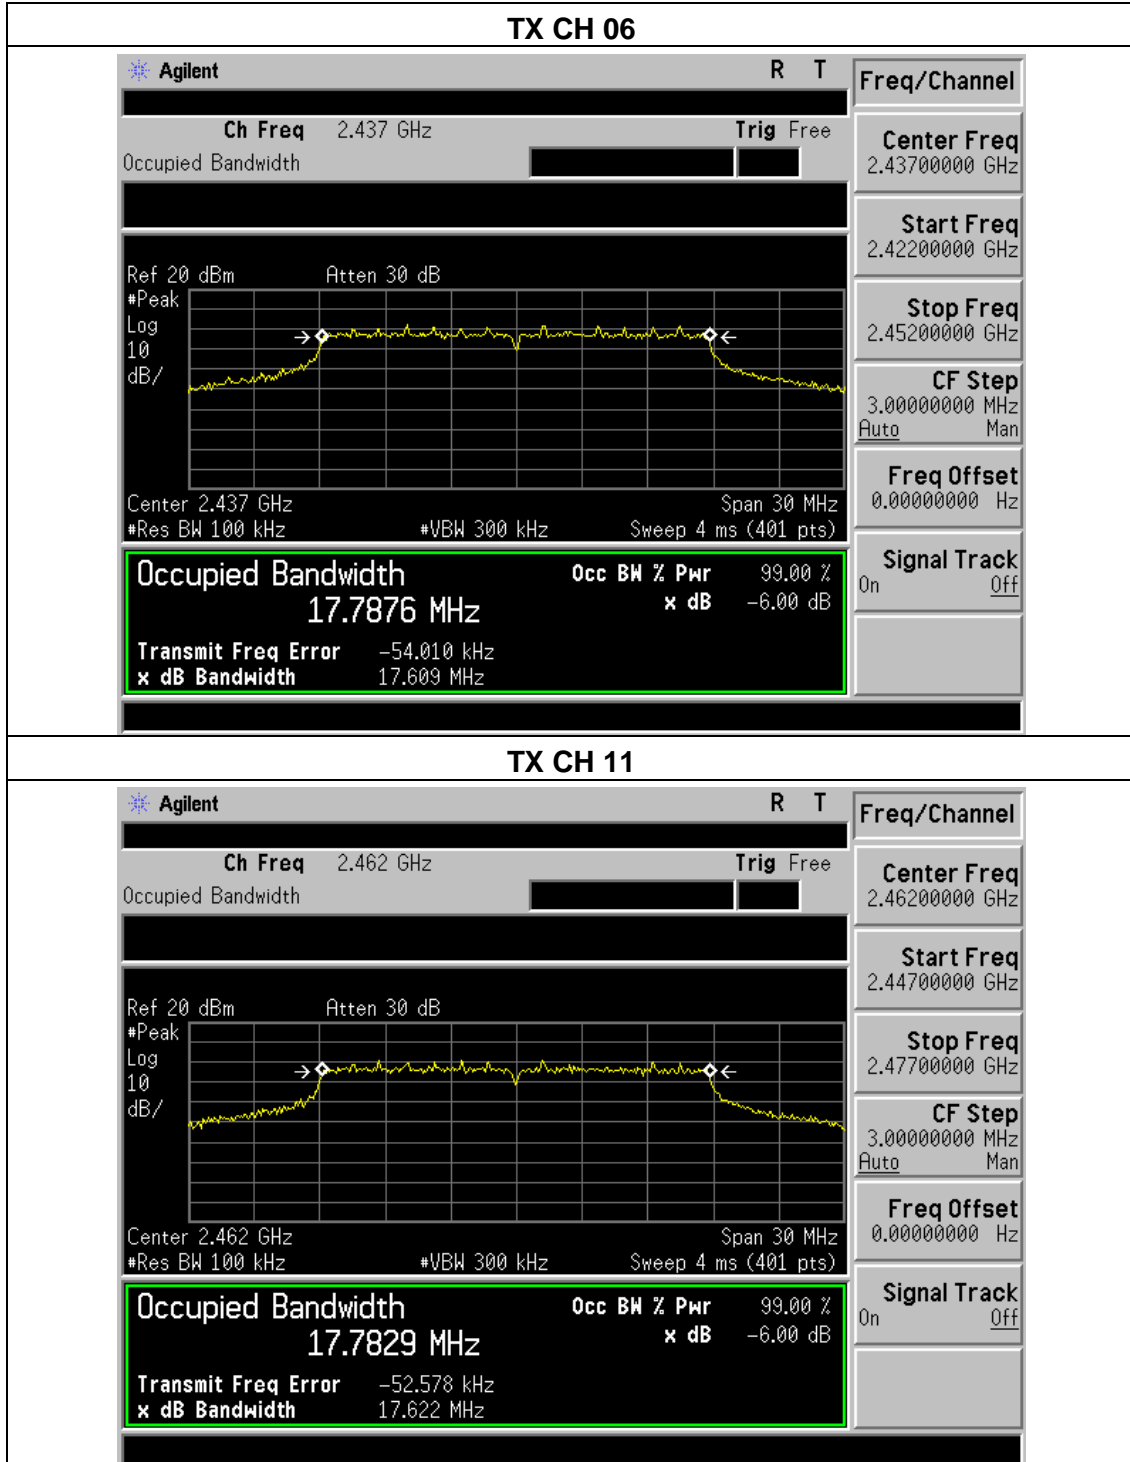 TX CH 06
Agilent R T
Freq/Channel
Ch Freq 2.437 GHz Trig Free
Occupied Bandwidth
Center Freq
2.43700000 GHz
Start Freq
2.42200000 GHz
Ref 20 dBm Atten 30 dB
#Peak
Log
10
dB/
Stop Freq
2.45200000 GHz
CF Step
3.00000000 MHz
Auto Man
Freq Offset
0.00000000 Hz
Center 2.437 GHz Span 30 MHz
#Res BW 100 kHz #VBW 300 kHz Sweep 4 ms (401 pts)
Signal Track
On Off
Occupied Bandwidth Occ BW % Pwr 99.00 %
17.7876 MHz x dB -6.00 dB
Transmit Freq Error -54.010 kHz
x dB Bandwidth 17.609 MHz
TX CH 11
Agilent R T
Freq/Channel
Ch Freq 2.462 GHz Trig Free
Occupied Bandwidth
Center Freq
2.46200000 GHz
Start Freq
2.44700000 GHz
Ref 20 dBm Atten 30 dB
#Peak
Log
10
dB/
Stop Freq
2.47700000 GHz
CF Step
3.00000000 MHz
Auto Man
Freq Offset
0.00000000 Hz
Center 2.462 GHz Span 30 MHz
#Res BW 100 kHz #VBW 300 kHz Sweep 4 ms (401 pts)
Signal Track
On Off
Occupied Bandwidth Occ BW % Pwr 99.00 %
17.7829 MHz x dB -6.00 dB
Transmit Freq Error -52.578 kHz
x dB Bandwidth 17.622 MHz